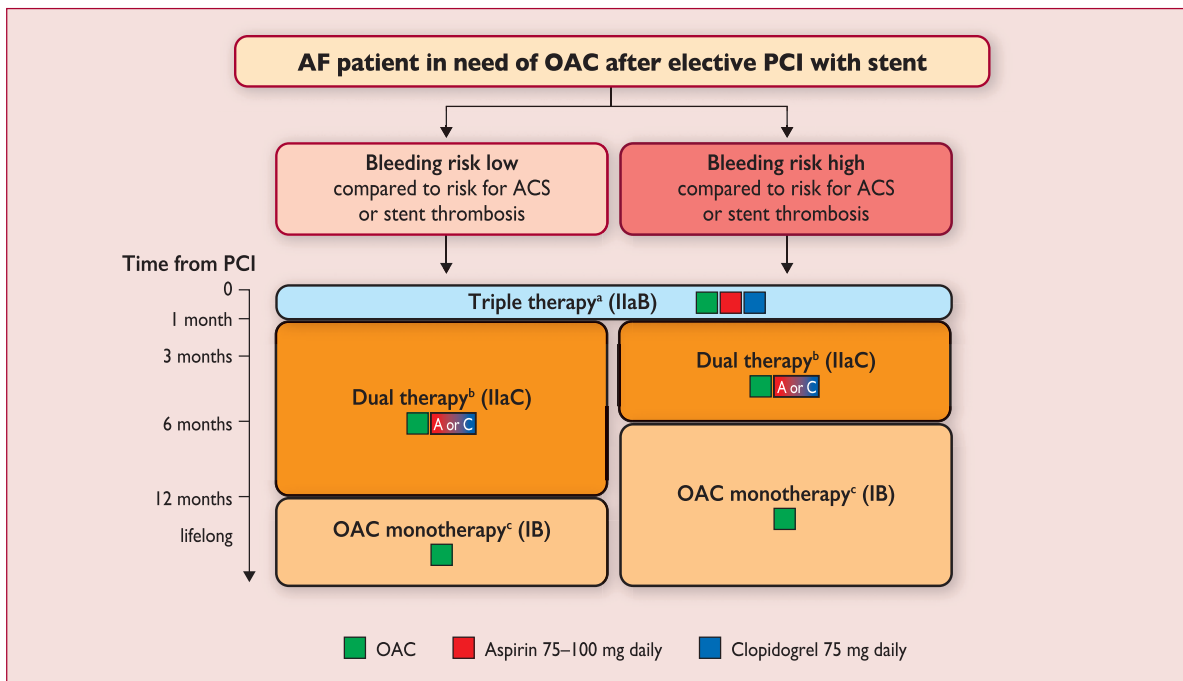 AF patient in need of OAC after elective PCI with stent
Bleeding risk low
compared to risk for ACS
or stent thrombosis
Bleeding risk high
compared to risk for ACS
or stent thrombosis
Time from PCI
0
1 month
3 months
6 months
12 months
lifelong
Triple therapyᵃ (IIaB)
Dual therapyᵇ (IIaC)
A or C
OAC monotherapyᶜ (IB)
Dual therapyᵇ (IIaC)
A or C
OAC monotherapyᶜ (IB)
OAC
Aspirin 75–100 mg daily
Clopidogrel 75 mg daily